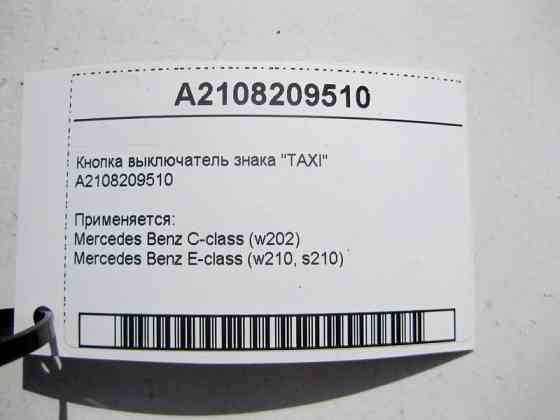 A2108209510
Кнопка выключатель знака "TAXI"
A2108209510
Применяется:
Mercedes Benz C-class (w202)
Mercedes Benz E-class (w210, s210)